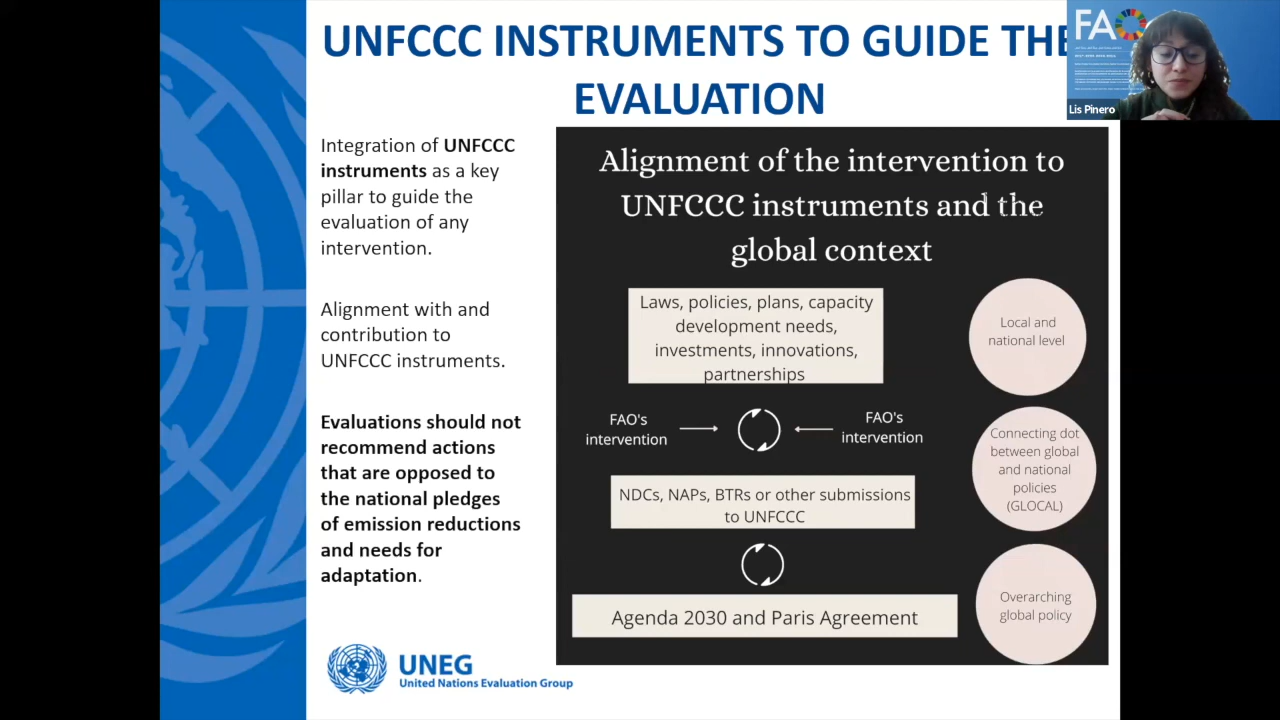 UNFCCC INSTRUMENTS TO GUIDE THE
EVALUATION
FAO
Lis Pinero
Integration of UNFCCC
instruments as a key
pillar to guide the
evaluation of any
intervention.
Alignment with and
contribution to
UNFCCC instruments.
Evaluations should not
recommend actions
that are opposed to
the national pledges
of emission reductions
and needs for
adaptation.
Alignment of the intervention to
UNFCCC instruments and the
global context
Laws, policies, plans, capacity
development needs,
investments, innovations,
partnerships
Local and
national level
FAO's
intervention
FAO's
intervention
Connecting dot
between global
and national
policies
(GLOCAL)
NDCs, NAPs, BTRs or other submissions
to UNFCCC
Agenda 2030 and Paris Agreement
Overarching
global policy
UNEG
United Nations Evaluation Group